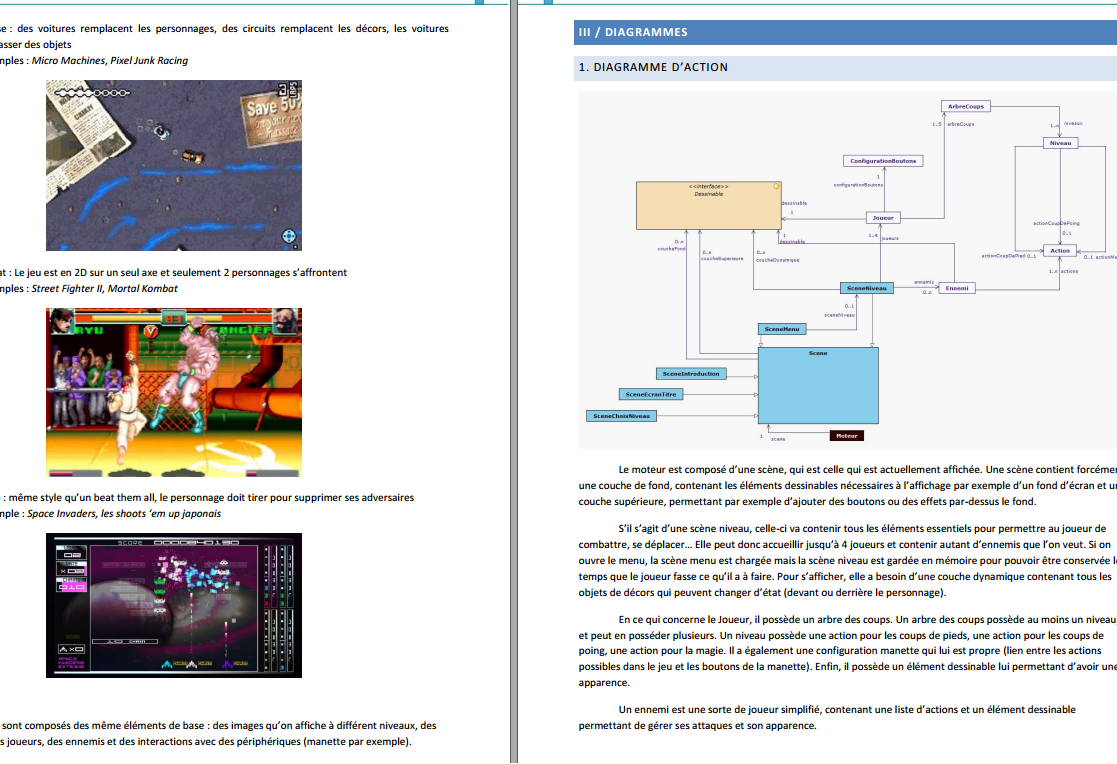 se : des voitures remplacent les personnages, des circuits remplacent les décors, les voitures
asser des objets
nples : Micro Machines, Pixel Junk Racing
Save 50
at : Le jeu est en 2D sur un seul axe et seulement 2 personnages s'affrontent
nples : Street Fighter II, Mortal Kombat
RYU
ZANGIEF
: même style qu'un beat them all, le personnage doit tirer pour supprimer ses adversaires
nple : Space Invaders, les shoots 'em up japonais
SCORE
sont composés des même éléments de base : des images qu'on affiche à différent niveaux, des
s joueurs, des ennemis et des interactions avec des périphériques (manette par exemple).
III / DIAGRAMMES
1. DIAGRAMME D'ACTION
ArbreCoups
1..5 arbreCoups
1..n niveaux
Niveau
ConfigurationBoutons
1
configurationBoutons
<<interface>>
Dessinable
dessinable
1
Joueur
actionCoupDePoing
0..1
1
dessinable
1..4 joueurs
0..n
coucheFond
0..n
coucheSuperieure
0..n
coucheDynamique
Action
actionCoupDePied 0..1
0..1 actionMa
1..n actions
SceneNiveau
ennemis
0..n
Ennemi
0..1
sceneNiveau
SceneMenu
Scene
SceneIntroduction
SceneEcranTitre
SceneChoixNiveau
1
scene
Moteur
Le moteur est composé d'une scène, qui est celle qui est actuellement affichée. Une scène contient forcémen
une couche de fond, contenant les éléments dessinables nécessaires à l'affichage par exemple d'un fond d'écran et un
couche supérieure, permettant par exemple d'ajouter des boutons ou des effets par-dessus le fond.
S'il s'agit d'une scène niveau, celle-ci va contenir tous les éléments essentiels pour permettre au joueur de
combattre, se déplacer... Elle peut donc accueillir jusqu'à 4 joueurs et contenir autant d'ennemis que l'on veut. Si on
ouvre le menu, la scène menu est chargée mais la scène niveau est gardée en mémoire pour pouvoir être conservée l
temps que le joueur fasse ce qu'il a à faire. Pour s'afficher, elle a besoin d'une couche dynamique contenant tous les
objets de décors qui peuvent changer d'état (devant ou derrière le personnage).
En ce qui concerne le Joueur, il possède un arbre des coups. Un arbre des coups possède au moins un niveau,
et peut en posséder plusieurs. Un niveau possède une action pour les coups de pieds, une action pour les coups de
poing, une action pour la magie. Il a également une configuration manette qui lui est propre (lien entre les actions
possibles dans le jeu et les boutons de la manette). Enfin, il possède un élément dessinable lui permettant d'avoir une
apparence.
Un ennemi est une sorte de joueur simplifié, contenant une liste d'actions et un élément dessinable
permettant de gérer ses attaques et son apparence.